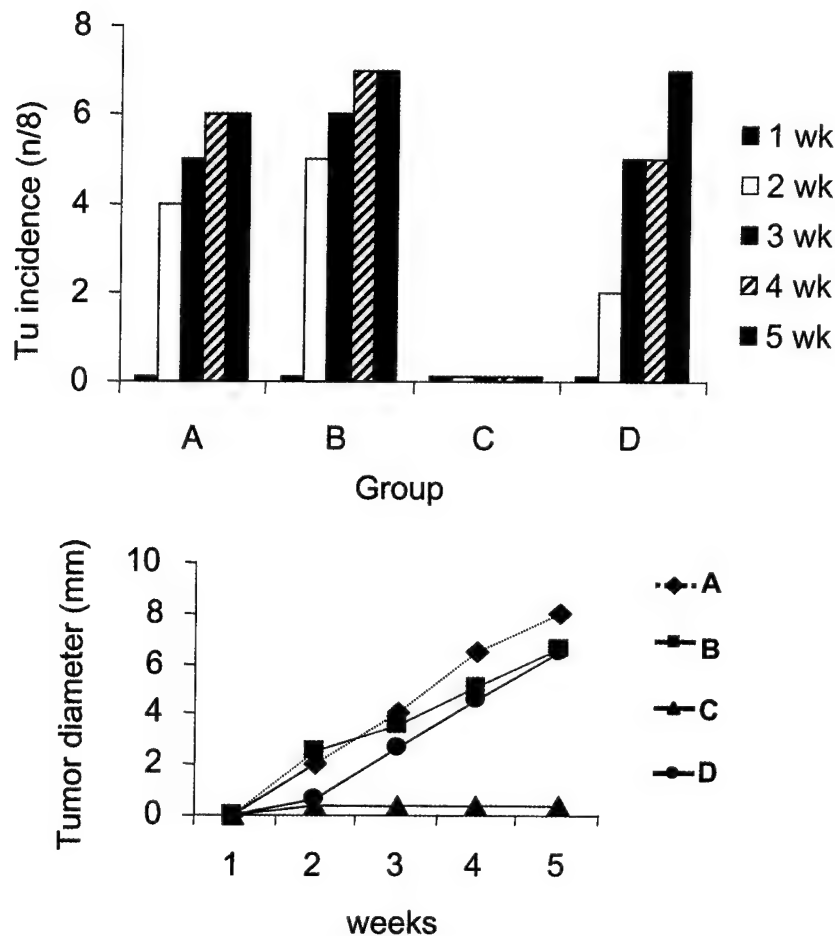 8
6
4
2
0
Tu incidence (n/8)
A B C D
Group
1 wk
2 wk
3 wk
4 wk
5 wk
10
8
6
4
2
0
Tumor diameter (mm)
1 2 3 4 5
weeks
A
B
C
D